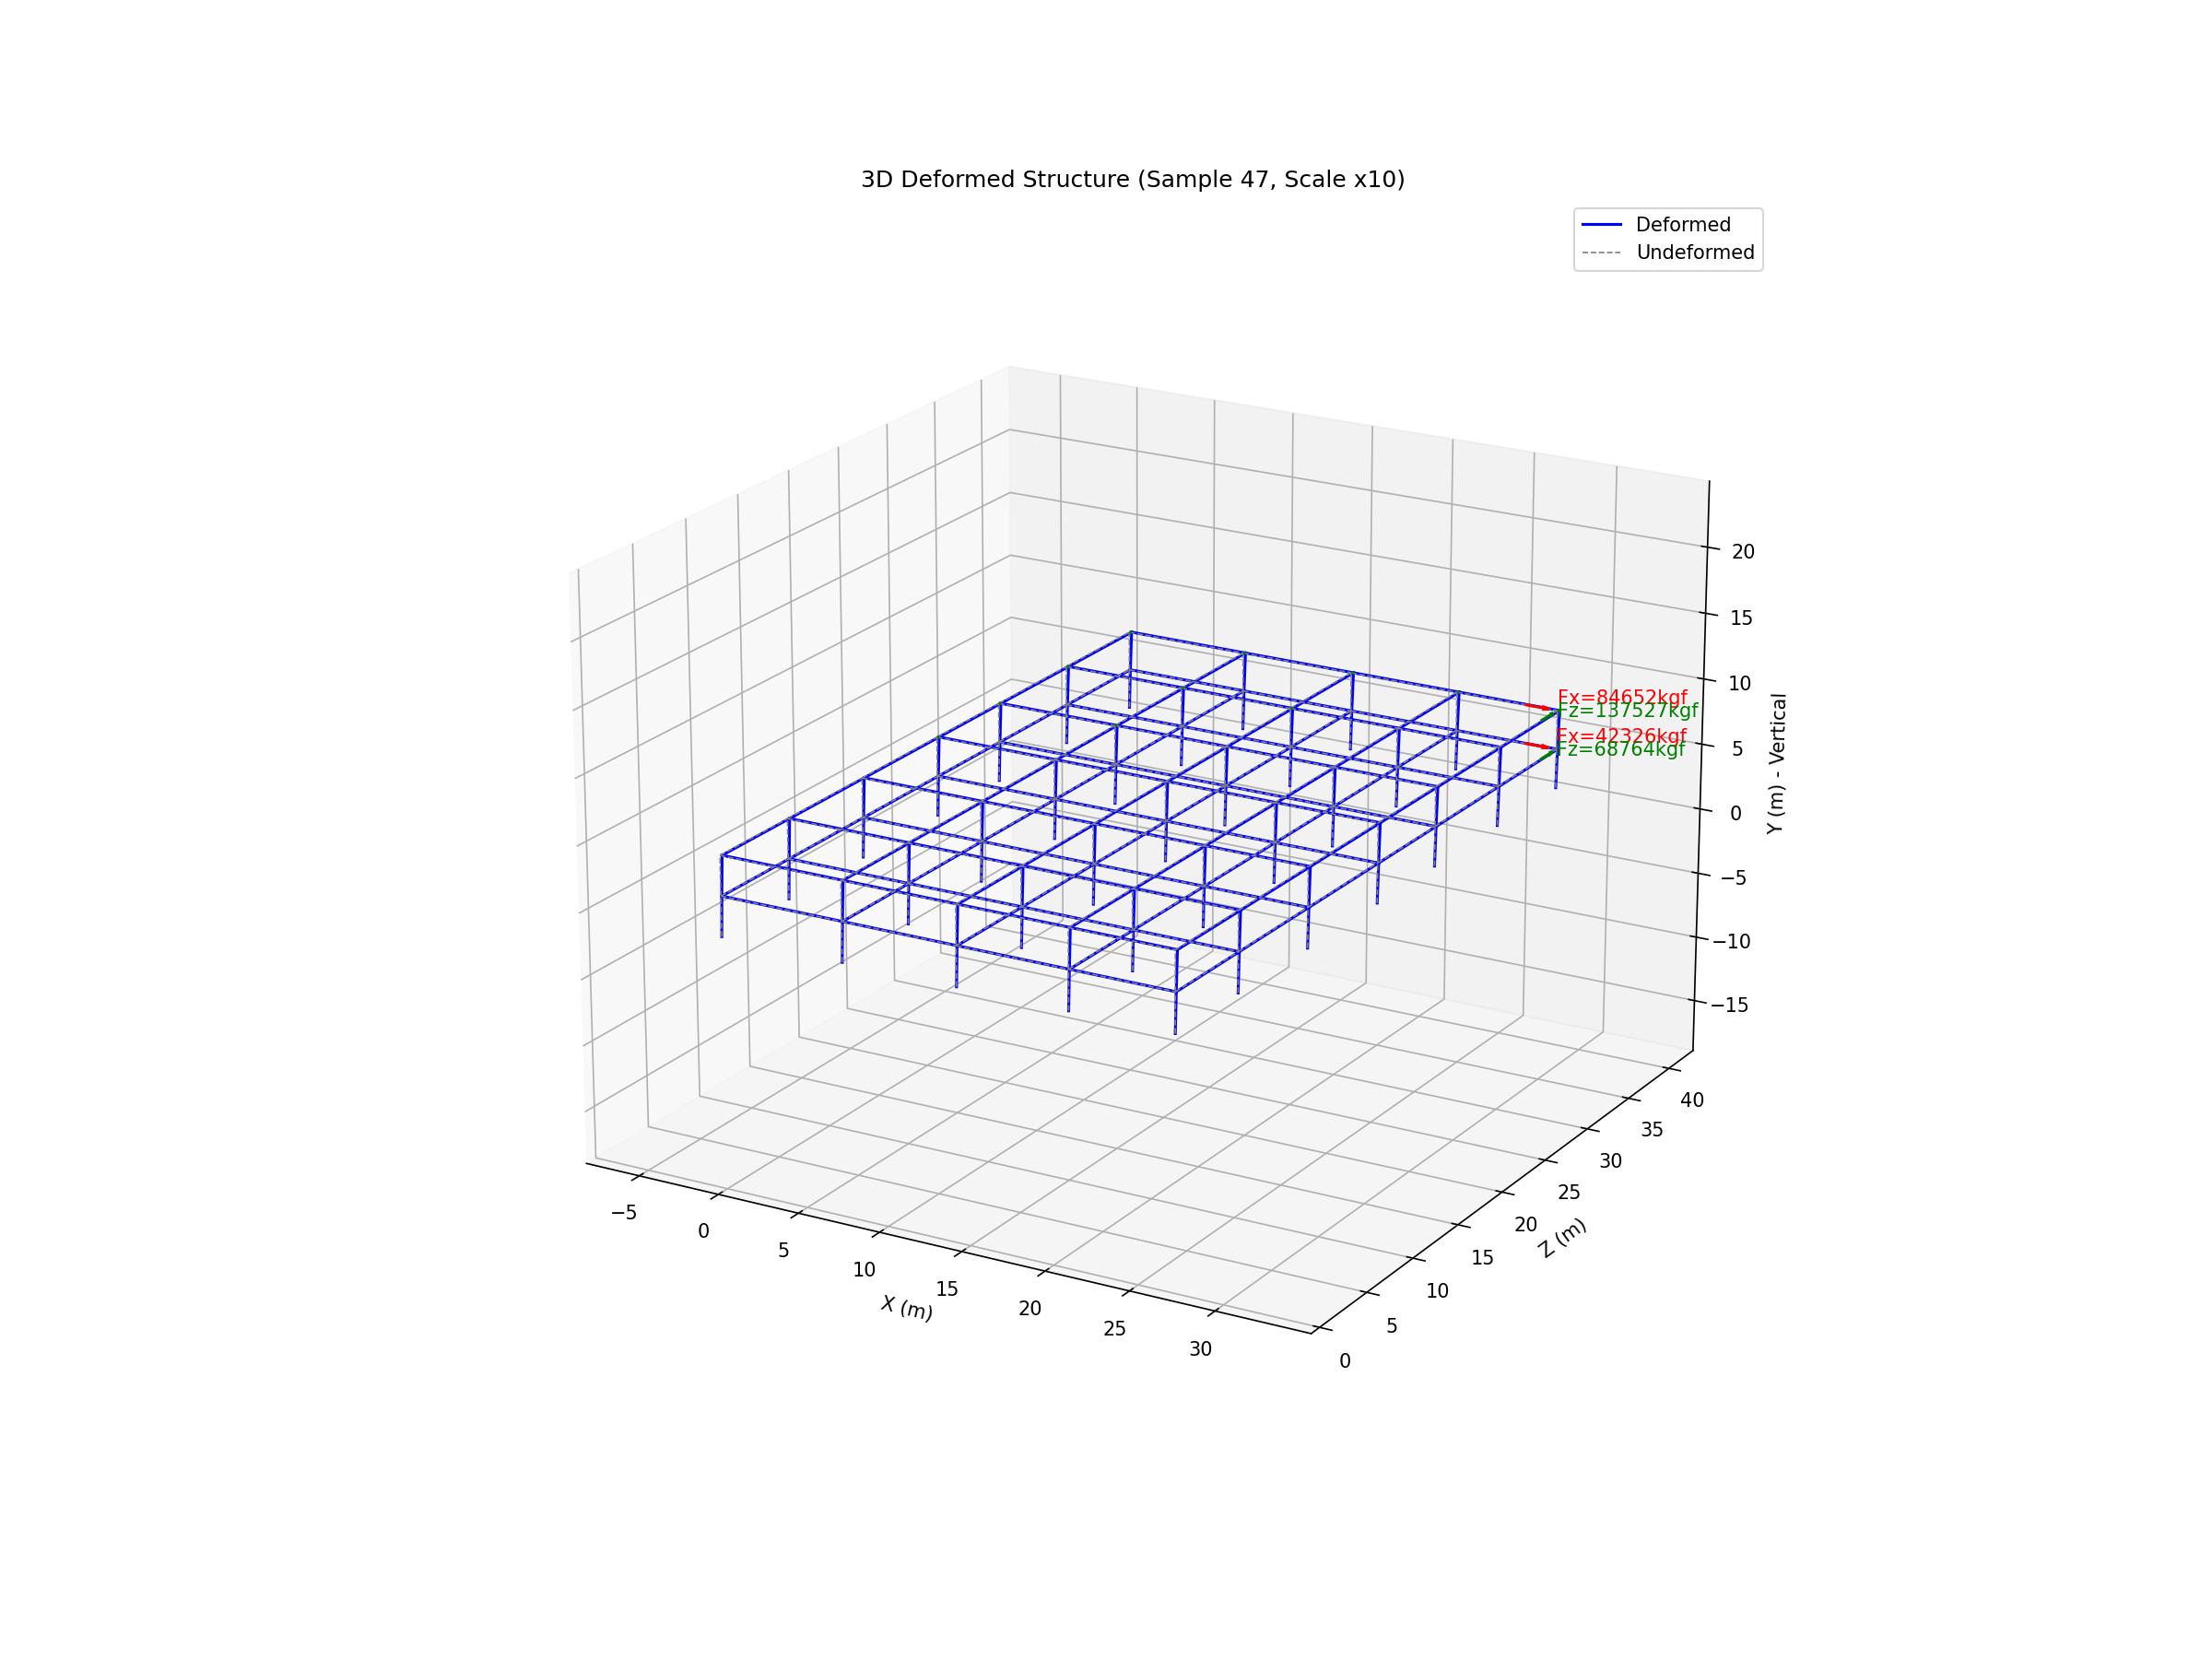 3D Deformed Structure (Sample 47, Scale x10)
Deformed
Undeformed
Fx=84652kgf
Fz=137527kgf
Fx=42326kgf
Fz=68764kgf
20
15
10
5
0
−5
−10
−15
Y (m) - Vertical
−5
0
5
10
15
20
25
30
X (m)
0
5
10
15
20
25
30
35
40
Z (m)